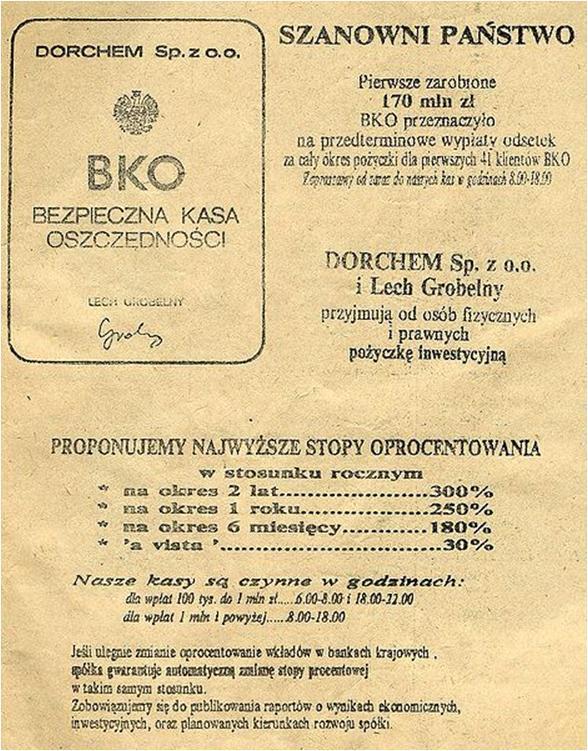 DORCHEM Sp. z o.o.
BKO
BEZPIECZNA KASA
OSZCZĘDNOŚCI
LECH GROBELNY
SZANOWNI PAŃSTWO
Pierwsze zarobione
170 mln zł
BKO przeznaczyło
na przedterminowe wypłaty odsetek
za cały okres pożyczki dla pierwszych 41 klientów BKO
Zapraszamy od zaraz do naszych kas w godzinach 8.00-18.00
DORCHEM Sp. z o.o.
i Lech Grobelny
przyjmują od osób fizycznych
i prawnych
pożyczkę inwestycyjną
PROPONUJEMY NAJWYŻSZE STOPY OPROCENTOWANIA
w stosunku rocznym
* na okres 2 lat..................300%
* na okres 1 roku................250%
* na okres 6 miesięcy..........180%
* 'a vista '..........................30%
Nasze kasy są czynne w godzinach:
dla wpłat 100 tys. do 1 mln zł.....6.00-8.00 i 18.00-22.00
dla wpłat 1 mln i powyżej.....8.00-18.00
Jeśli ulegnie zmianie oprocentowanie wkładów w bankach krajowych ,
spółka gwarantuje automatyczną zmianę stopy procentowej
w takim samym stosunku.
Zobowiązujemy się do publikowania raportów o wynikach ekonomicznych,
inwestycyjnych, oraz planowanych kierunkach rozwoju spółki.